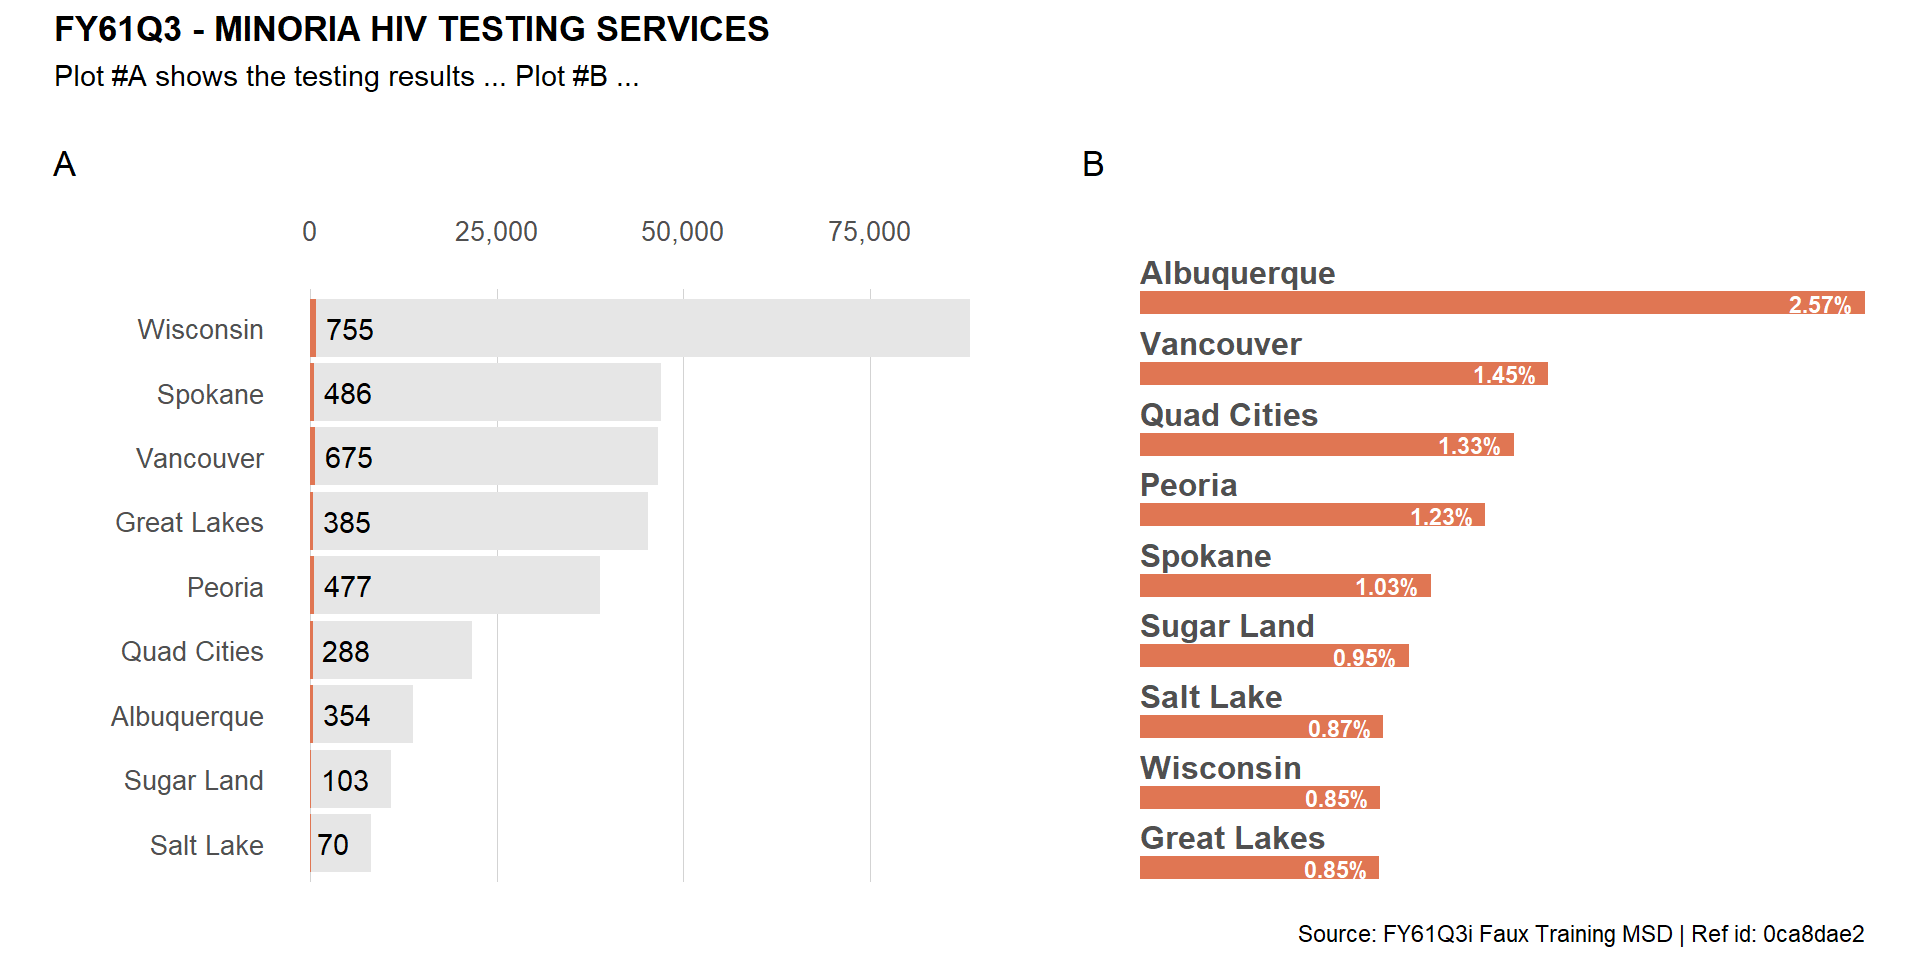 FY61Q3 - MINORIA HIV TESTING SERVICES
Plot #A shows the testing results ... Plot #B ...
A
0 25,000 50,000 75,000
Wisconsin 755
Spokane 486
Vancouver 675
Great Lakes 385
Peoria 477
Quad Cities 288
Albuquerque 354
Sugar Land 103
Salt Lake 70
B
Albuquerque
2.57%
Vancouver
1.45%
Quad Cities
1.33%
Peoria
1.23%
Spokane
1.03%
Sugar Land
0.95%
Salt Lake
0.87%
Wisconsin
0.85%
Great Lakes
0.85%
Source: FY61Q3i Faux Training MSD | Ref id: 0ca8dae2